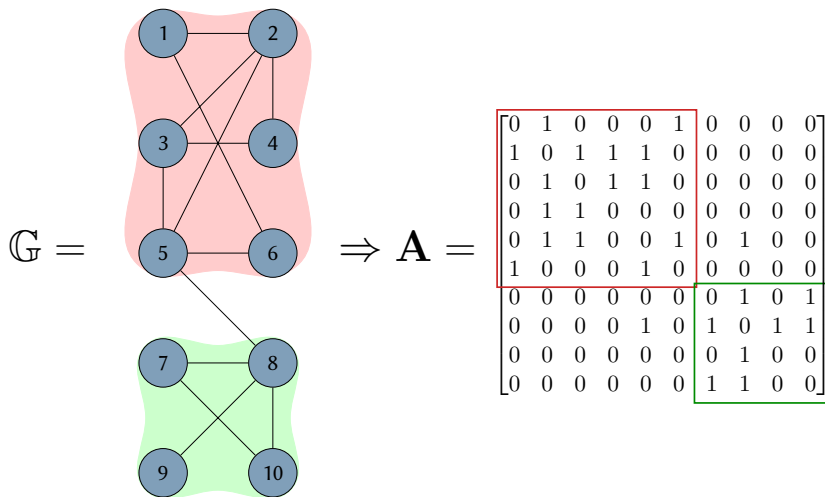 1 2
3 4
𝔾 = 5 6 ⇒ A =
7 8
9 10
0 1 0 0 0 1 0 0 0 0
1 0 1 1 1 0 0 0 0 0
0 1 0 1 1 0 0 0 0 0
0 1 1 0 0 0 0 0 0 0
0 1 1 0 0 1 0 1 0 0
1 0 0 0 1 0 0 0 0 0
0 0 0 0 0 0 0 1 0 1
0 0 0 0 1 0 1 0 1 1
0 0 0 0 0 0 0 1 0 0
0 0 0 0 0 0 1 1 0 0